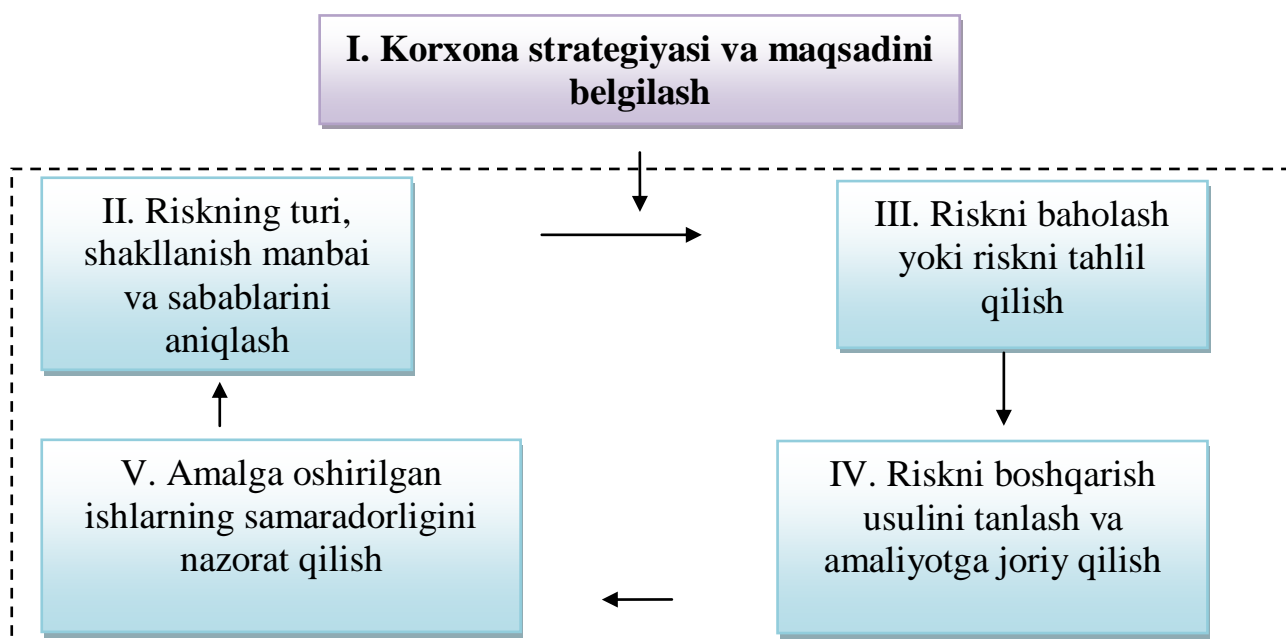 I. Korxona strategiyasi va maqsadini
belgilash
II. Riskning turi,
shakllanish manbai
va sabablarini
aniqlash
III. Riskni baholash
yoki riskni tahlil
qilish
V. Amalga oshirilgan
ishlarning samaradorligini
nazorat qilish
IV. Riskni boshqarish
usulini tanlash va
amaliyotga joriy qilish